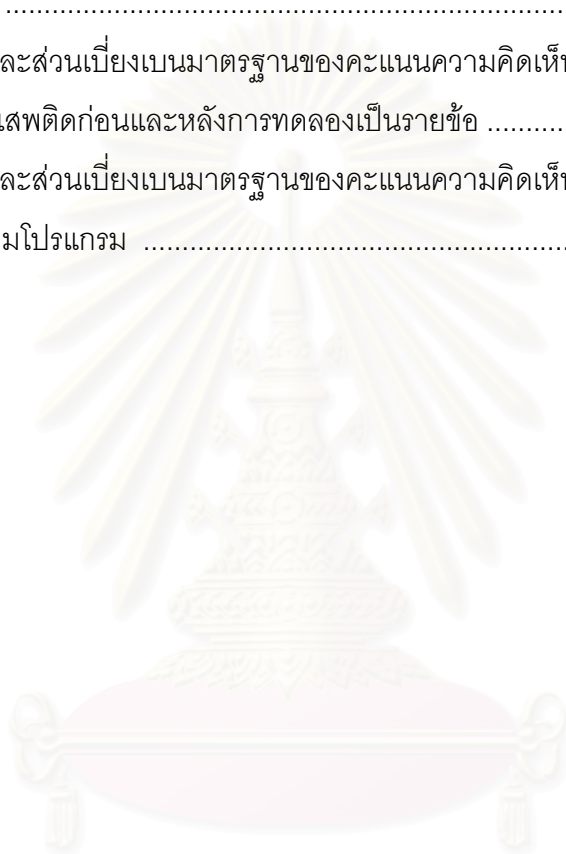 ................................................................................
ละส่วนเบี่ยงเบนมาตรฐานของคะแนนความคิดเห็น
เสพติดก่อนและหลังการทดลองเป็นรายข้อ ..........
ละส่วนเบี่ยงเบนมาตรฐานของคะแนนความคิดเห็น
มโปรแกรม ............................................................